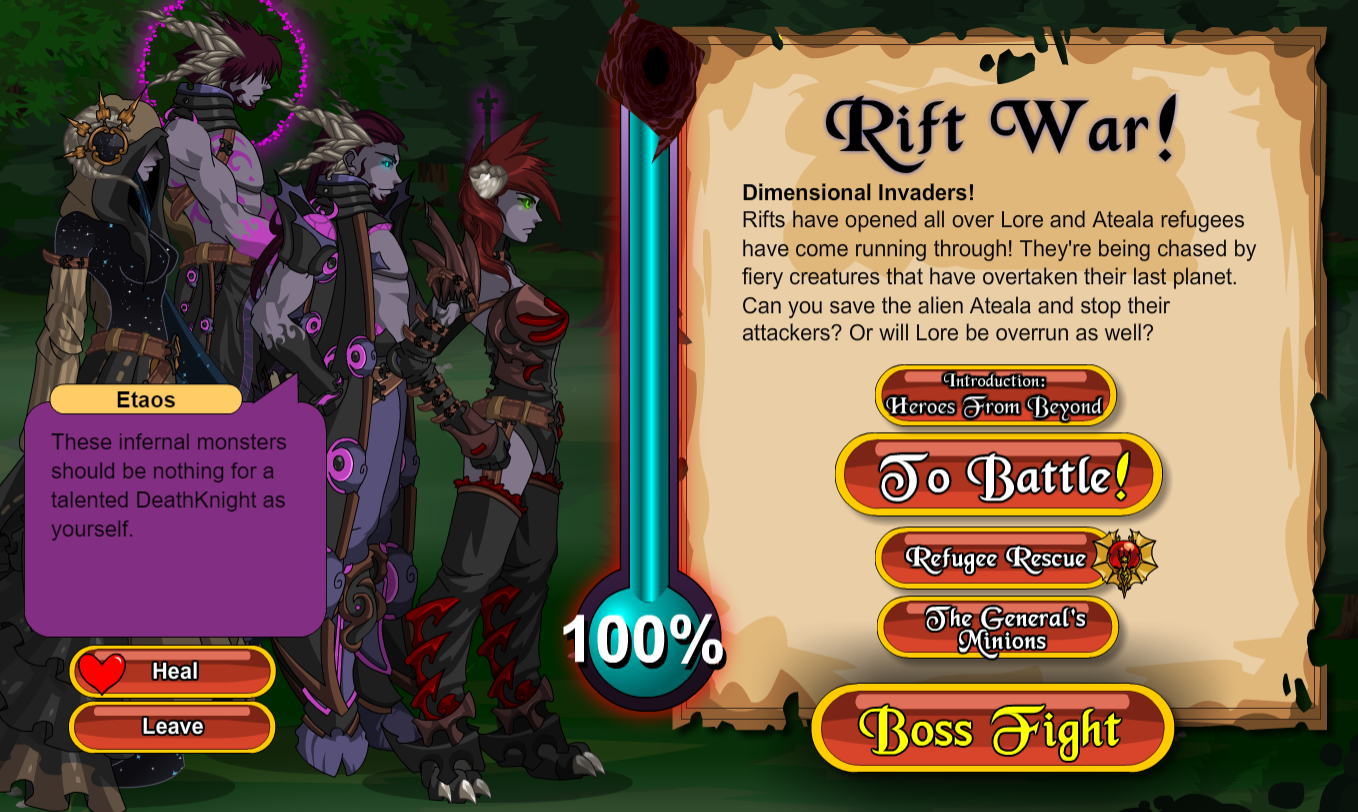 Rift War!
Dimensional Invaders!
Rifts have opened all over Lore and Ateala refugees
have come running through! They're being chased by
fiery creatures that have overtaken their last planet.
Can you save the alien Ateala and stop their
attackers? Or will Lore be overrun as well?
Introduction:
Heroes From Beyond
To Battle!
Refugee Rescue
The General's
Minions
Boss Fight
100%
Etaos
These infernal monsters
should be nothing for a
talented DeathKnight as
yourself.
Heal
Leave